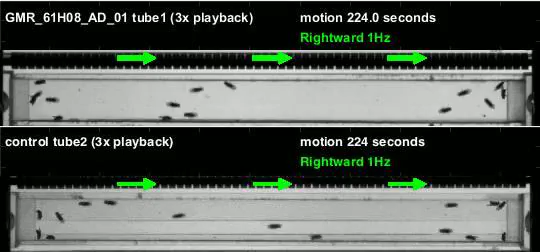 GMR_61H08_AD_01 tube1 (3x playback)
motion 224.0 seconds
Rightward 1Hz
control tube2 (3x playback)
motion 224 seconds
Rightward 1Hz